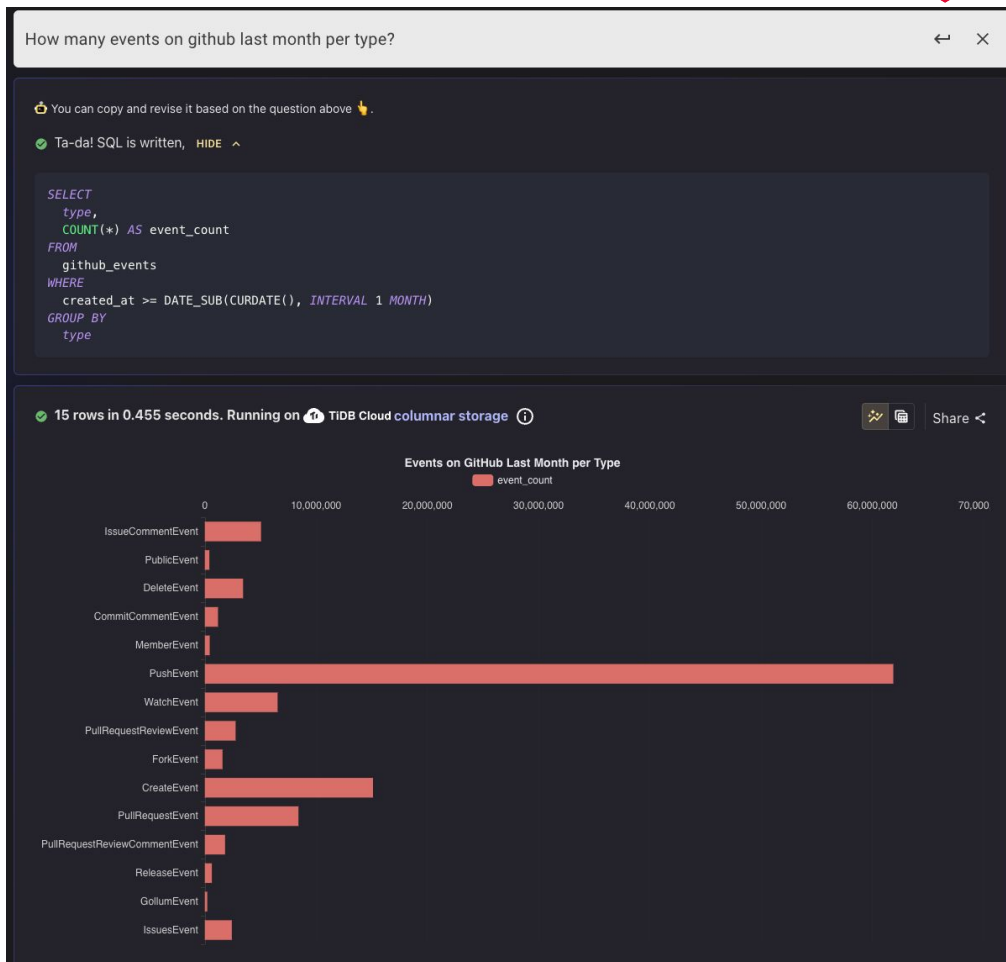 How many events on github last month per type?
You can copy and revise it based on the question above 👆.
Ta-da! SQL is written, HIDE
SELECT
type,
COUNT(*) AS event_count
FROM
github_events
WHERE
created_at >= DATE_SUB(CURDATE(), INTERVAL 1 MONTH)
GROUP BY
type
15 rows in 0.455 seconds. Running on TiDB Cloud columnar storage
Share
Events on GitHub Last Month per Type
event_count
0 10,000,000 20,000,000 30,000,000 40,000,000 50,000,000 60,000,000 70,000
IssueCommentEvent
PublicEvent
DeleteEvent
CommitCommentEvent
MemberEvent
PushEvent
WatchEvent
PullRequestReviewEvent
ForkEvent
CreateEvent
PullRequestEvent
PullRequestReviewCommentEvent
ReleaseEvent
GollumEvent
IssuesEvent